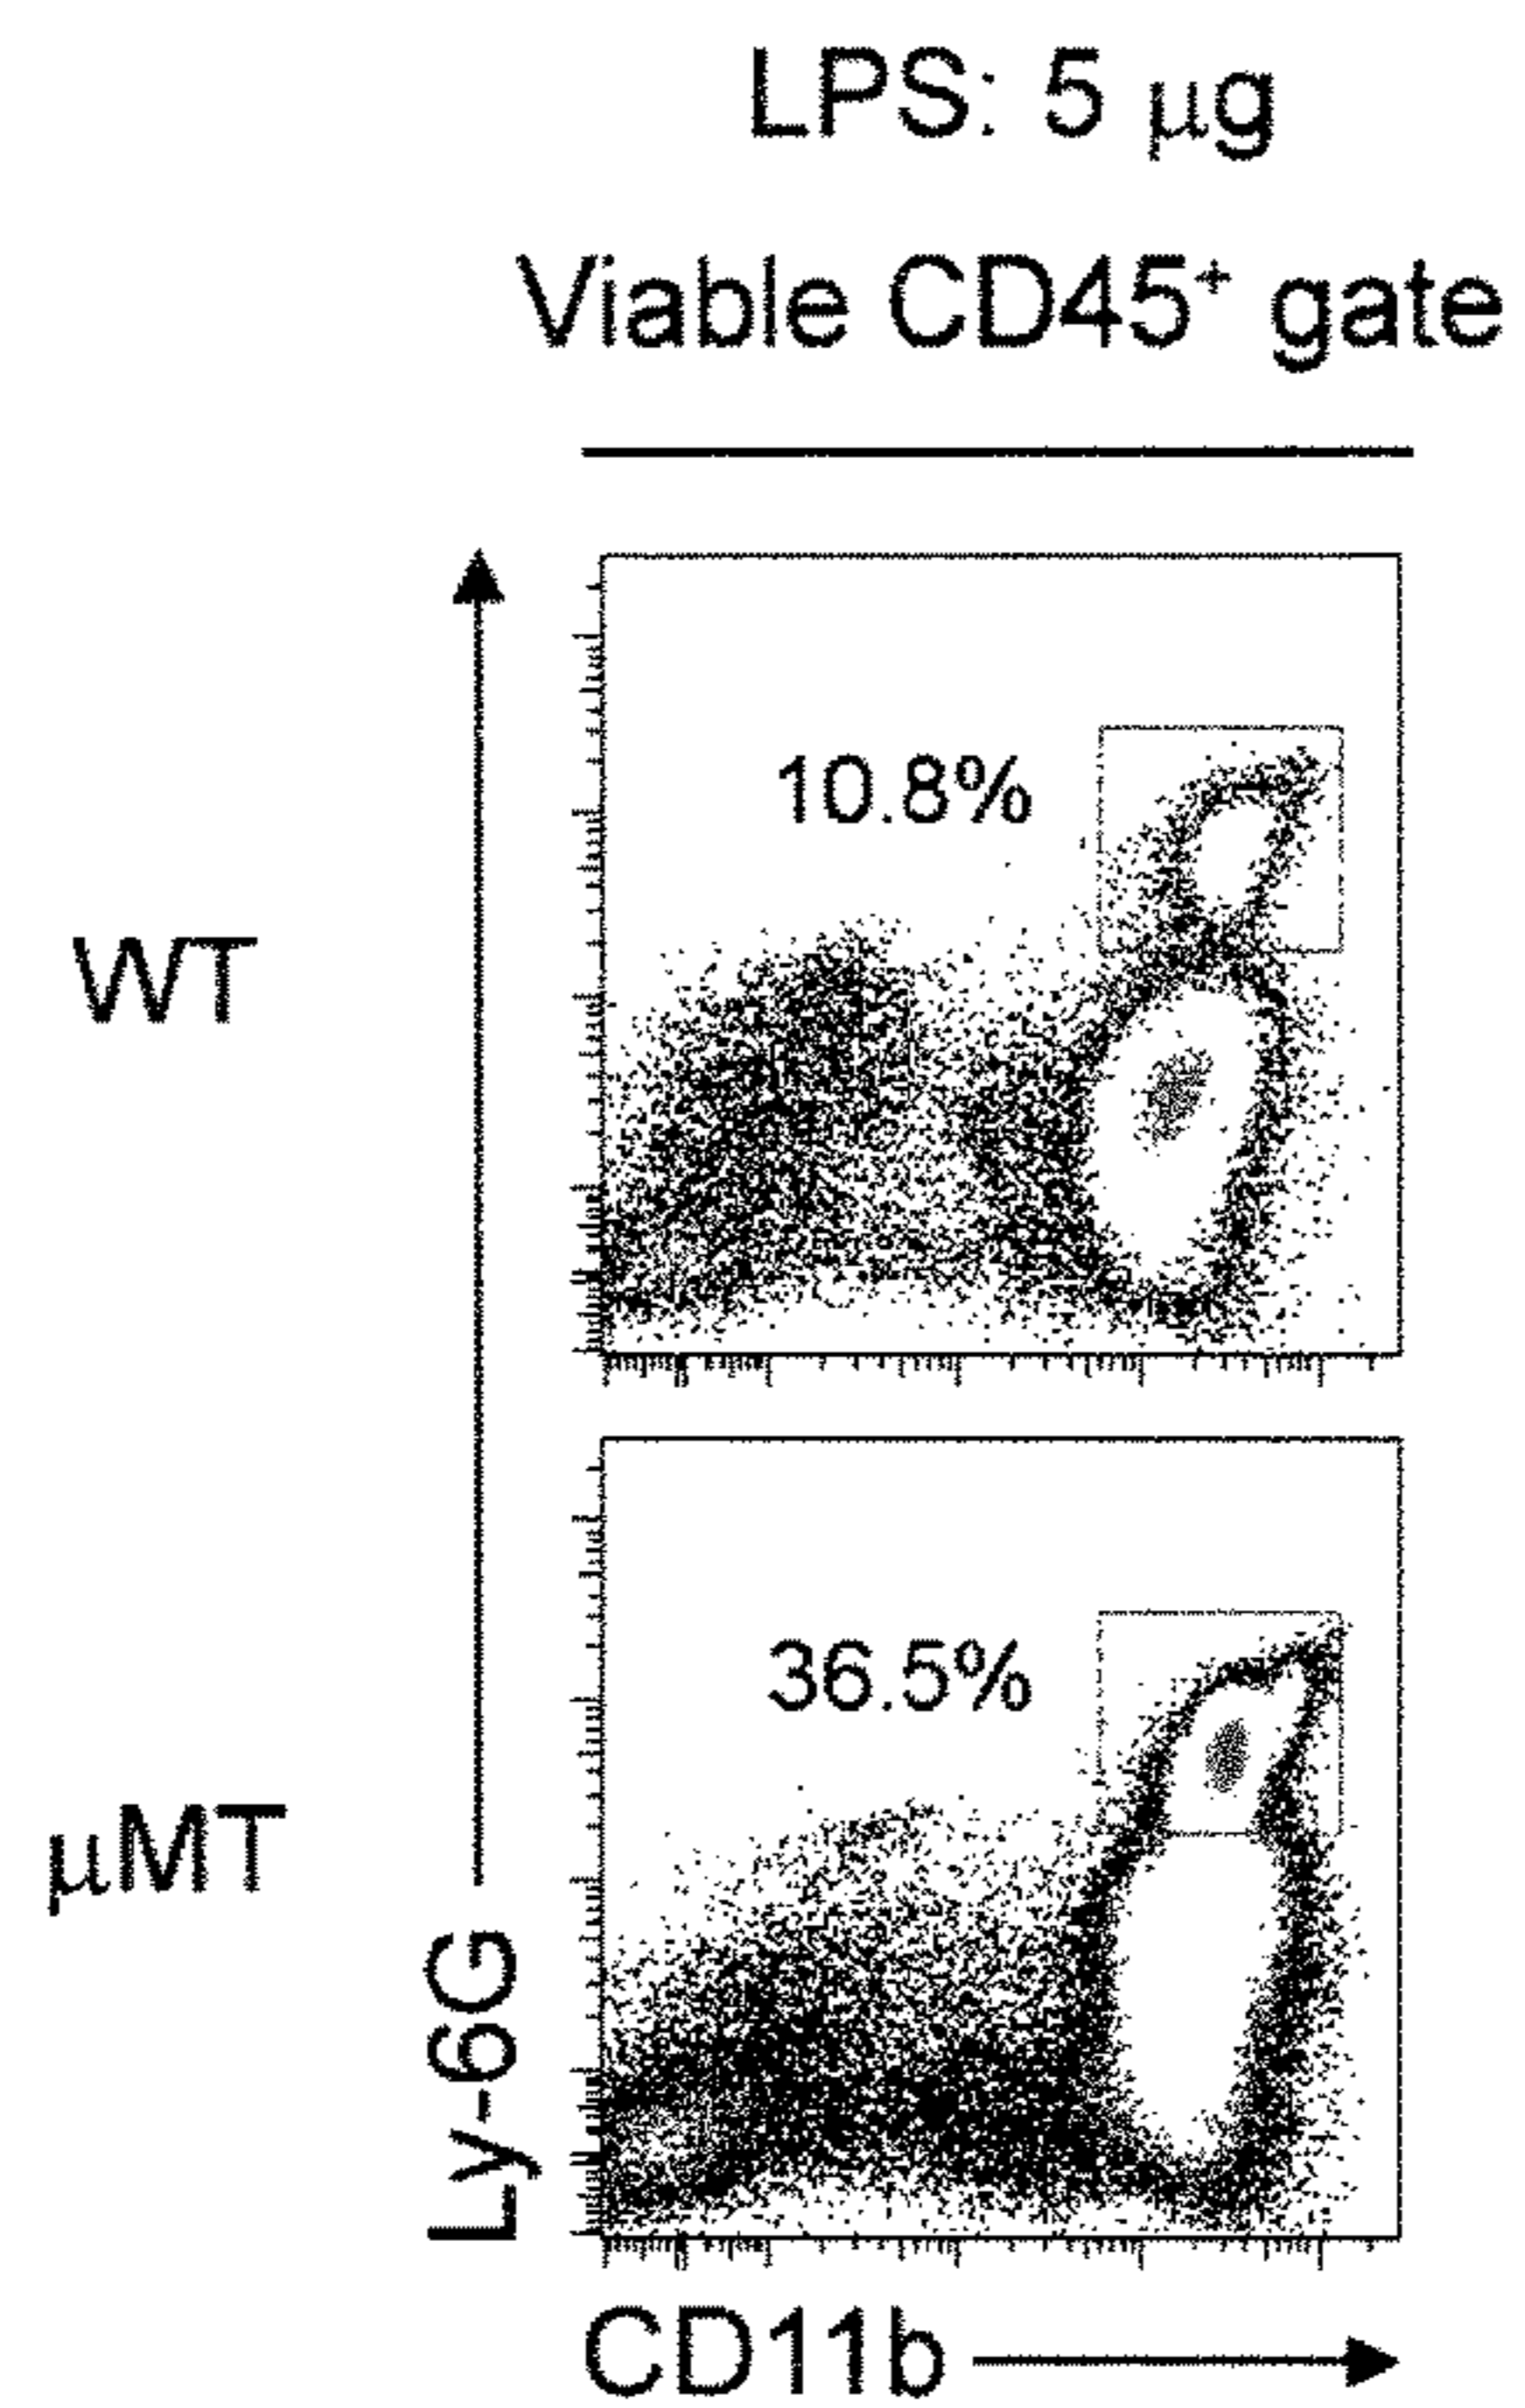 LPS: 5 μg
Viable CD45⁺ gate
WT
10.8%
μMT
36.5%
Ly-6G
CD11b